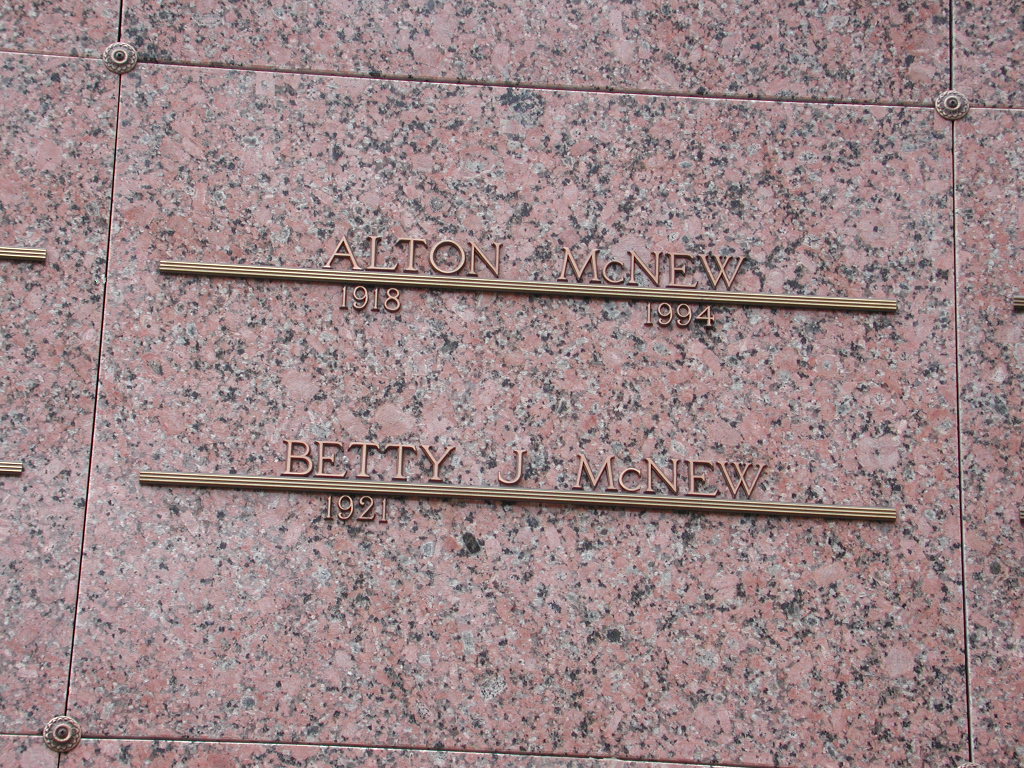 ALTON McNEW
1918 1994
BETTY J McNEW
1921